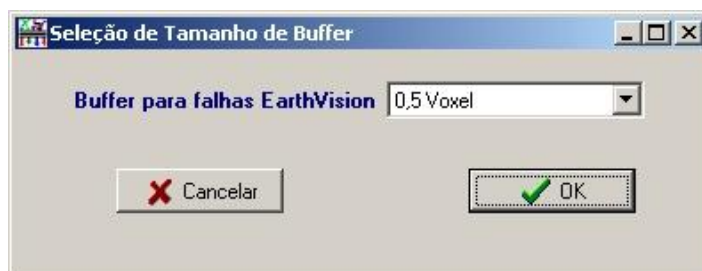 Seleção de Tamanho de Buffer
Buffer para falhas EarthVision 0,5 Voxel
Cancelar OK